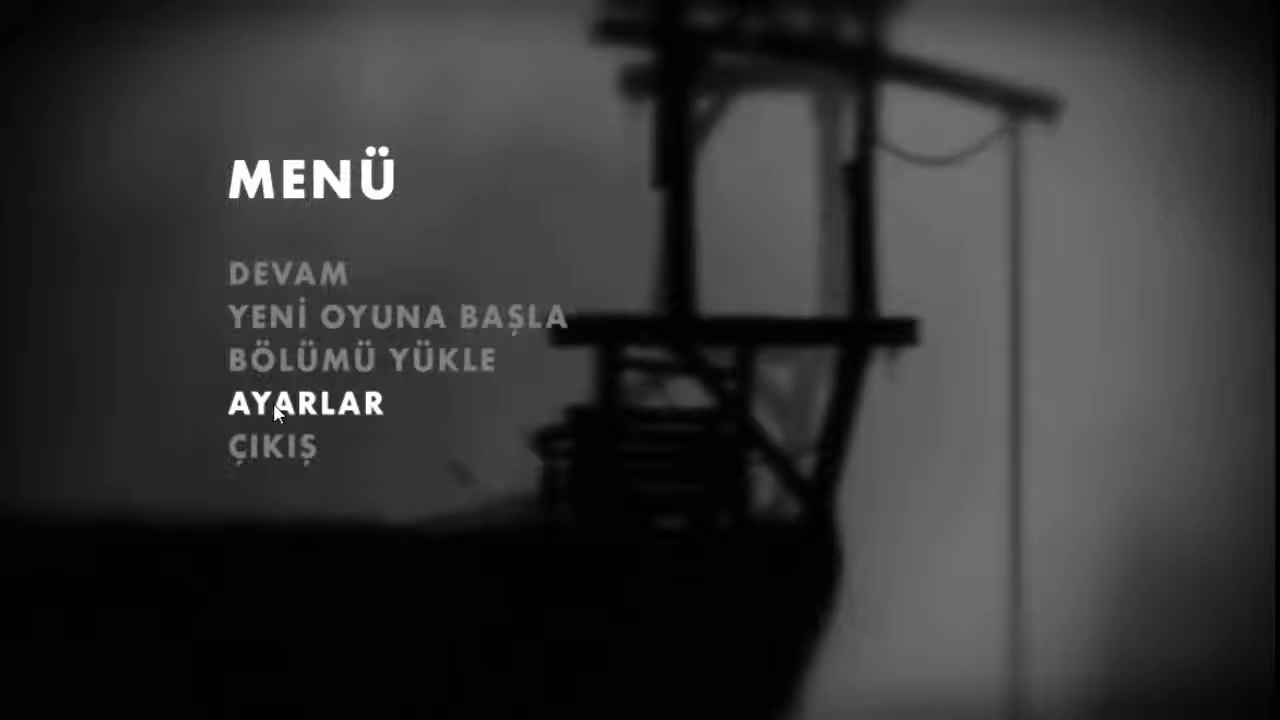 MENÜ
DEVAM
YENİ OYUNA BAŞLA
BÖLÜMÜ YÜKLE
AYARLAR
ÇIKIŞ